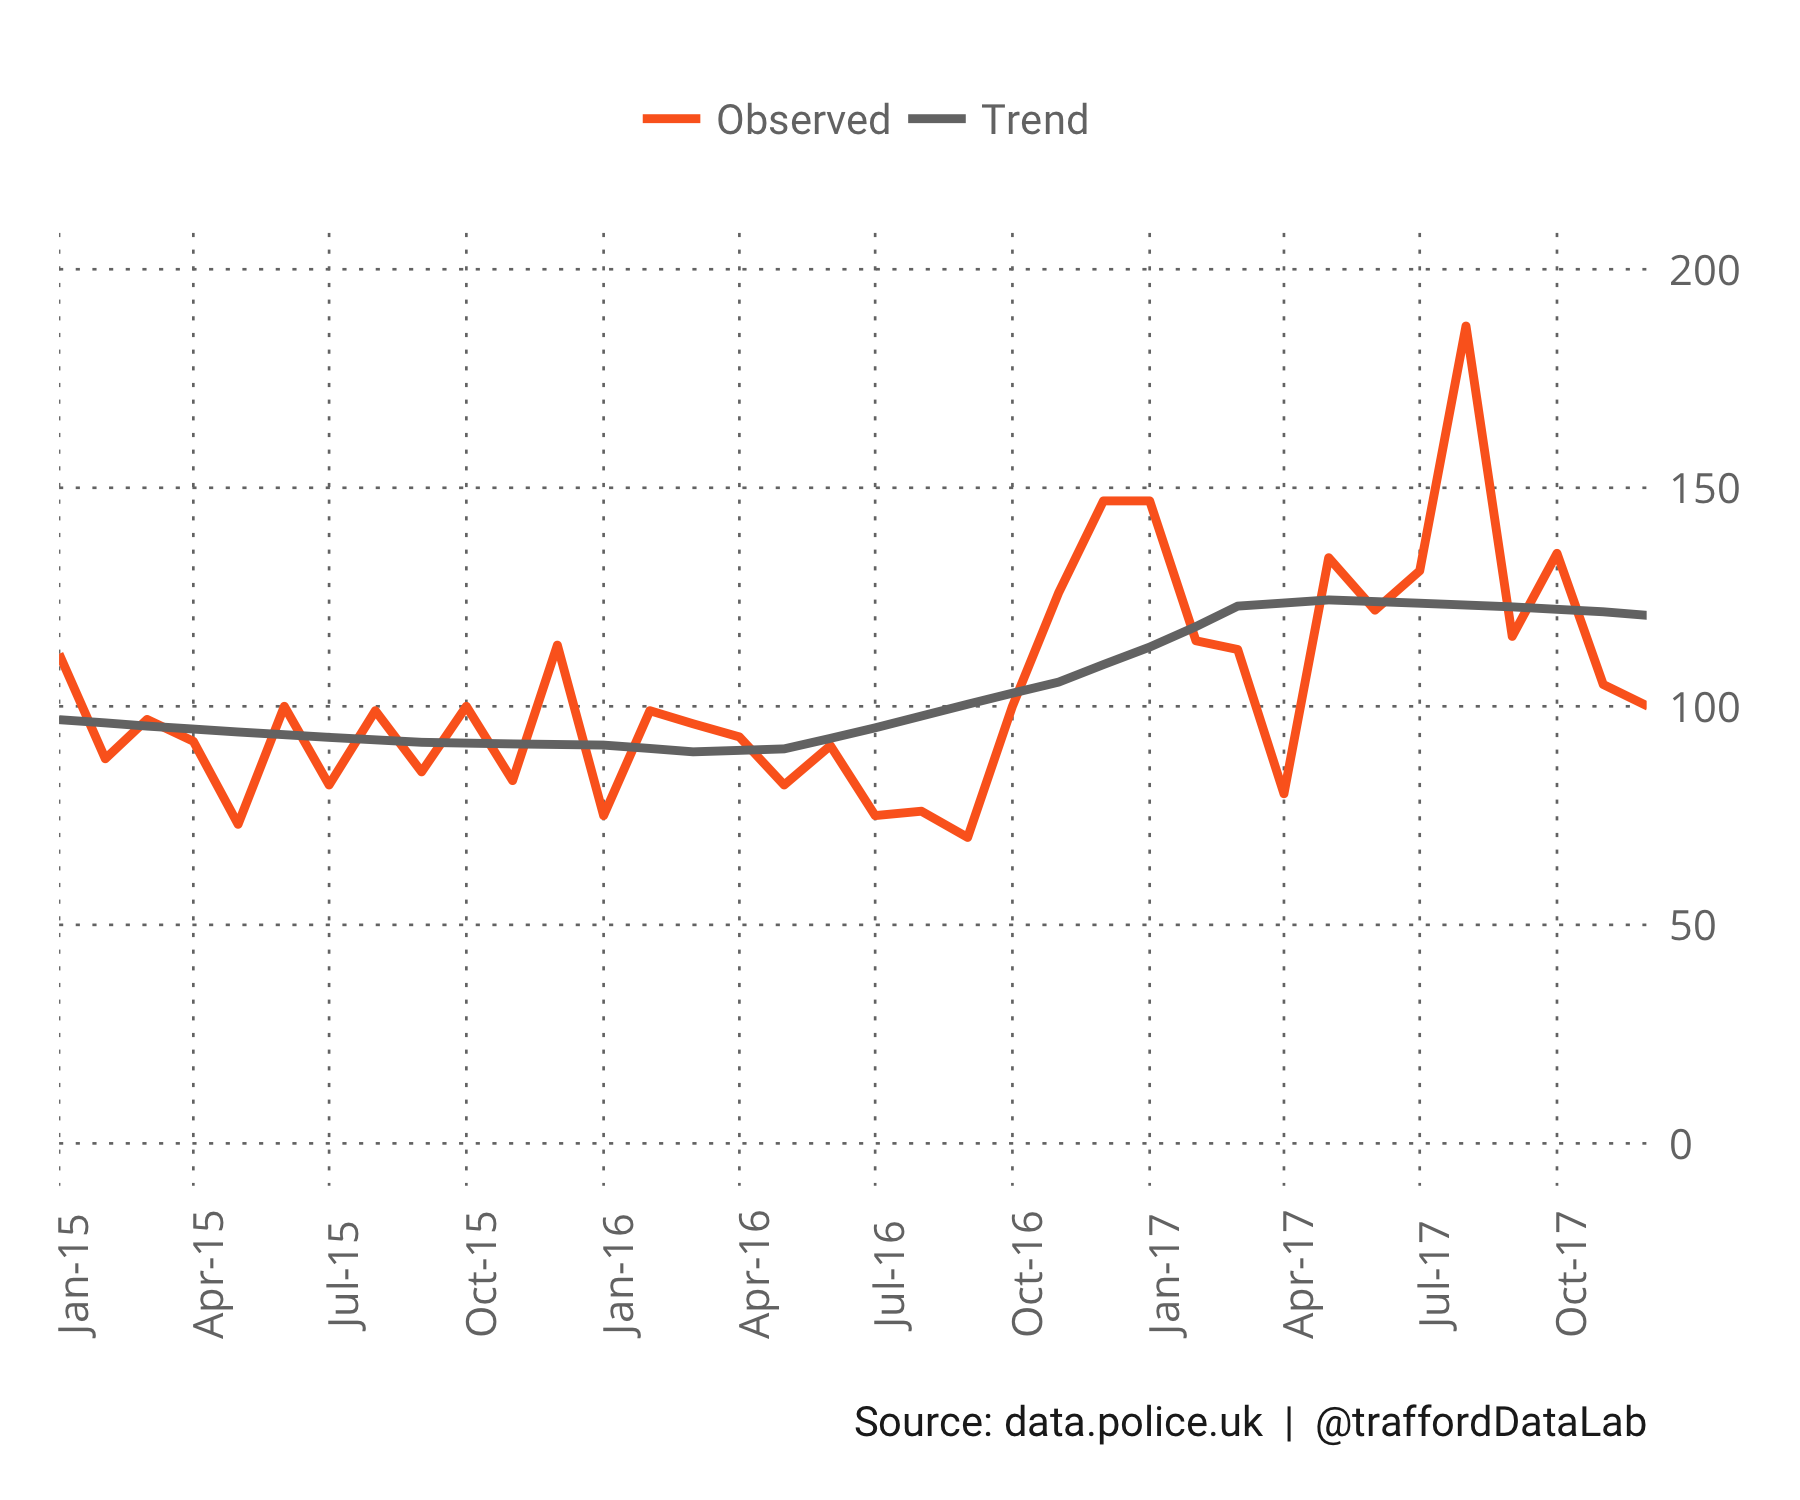 Observed Trend
200
150
100
50
0
Jan-15 Apr-15 Jul-15 Oct-15 Jan-16 Apr-16 Jul-16 Oct-16 Jan-17 Apr-17 Jul-17 Oct-17
Source: data.police.uk | @traffordDataLab